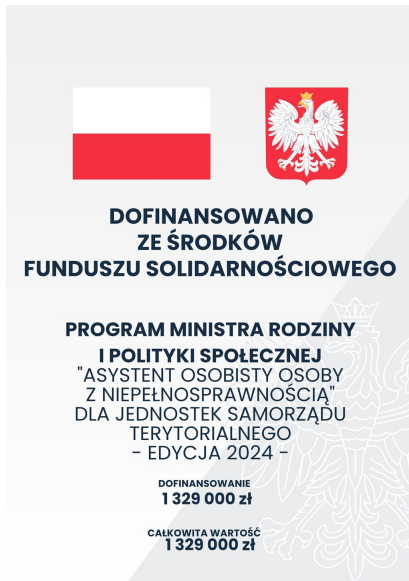 DOFINANSOWANO
ZE ŚRODKÓW
FUNDUSZU SOLIDARNOŚCIOWEGO
PROGRAM MINISTRA RODZINY
I POLITYKI SPOŁECZNEJ
"ASYSTENT OSOBISTY OSOBY
Z NIEPEŁNOSPRAWNOŚCIĄ"
DLA JEDNOSTEK SAMORZĄDU
TERYTORIALNEGO
- EDYCJA 2024 -
DOFINANSOWANIE
1 329 000 zł
CAŁKOWITA WARTOŚĆ
1 329 000 zł